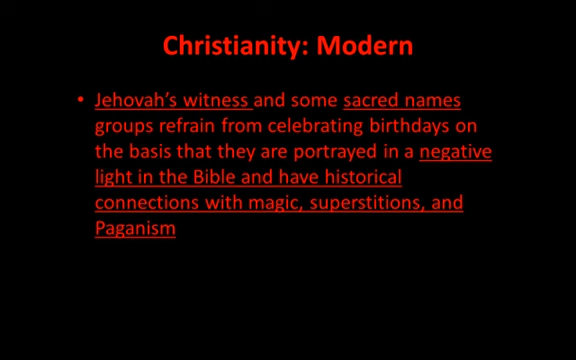 Christianity: Modern
• Jehovah's witness and some sacred names
groups refrain from celebrating birthdays on
the basis that they are portrayed in a negative
light in the Bible and have historical
connections with magic, superstitions, and
Paganism